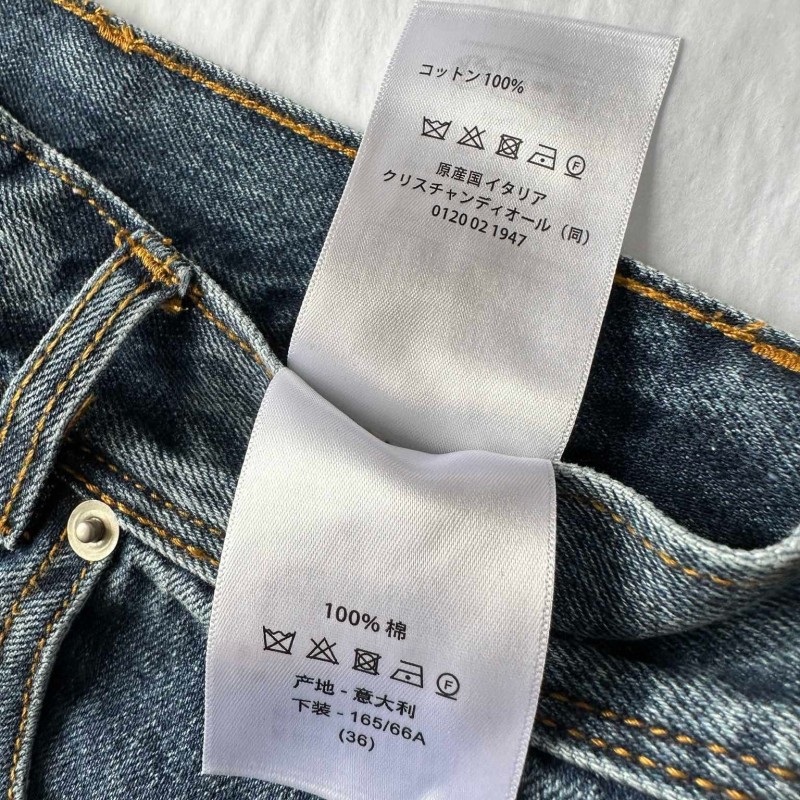 コットン100%
F
原産国 イタリア
クリスチャンディオール（同）
0120 02 1947
100% 棉
F
产地 - 意大利
下装 - 165/66A
(36)